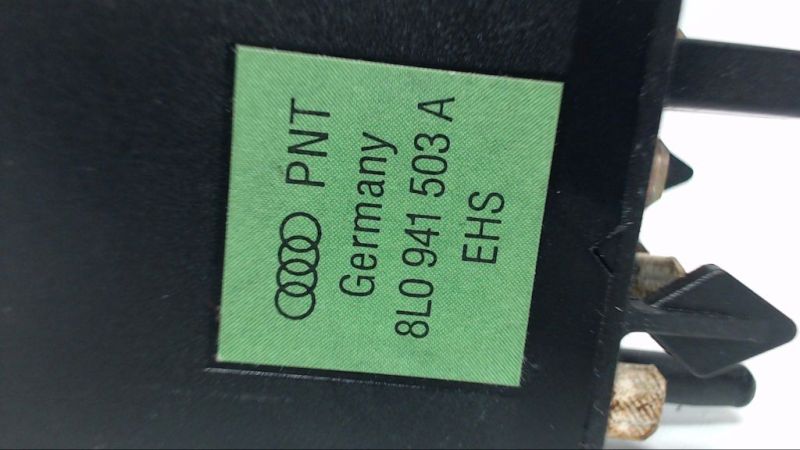 PNT
Germany
8L0 941 503 A
EHS